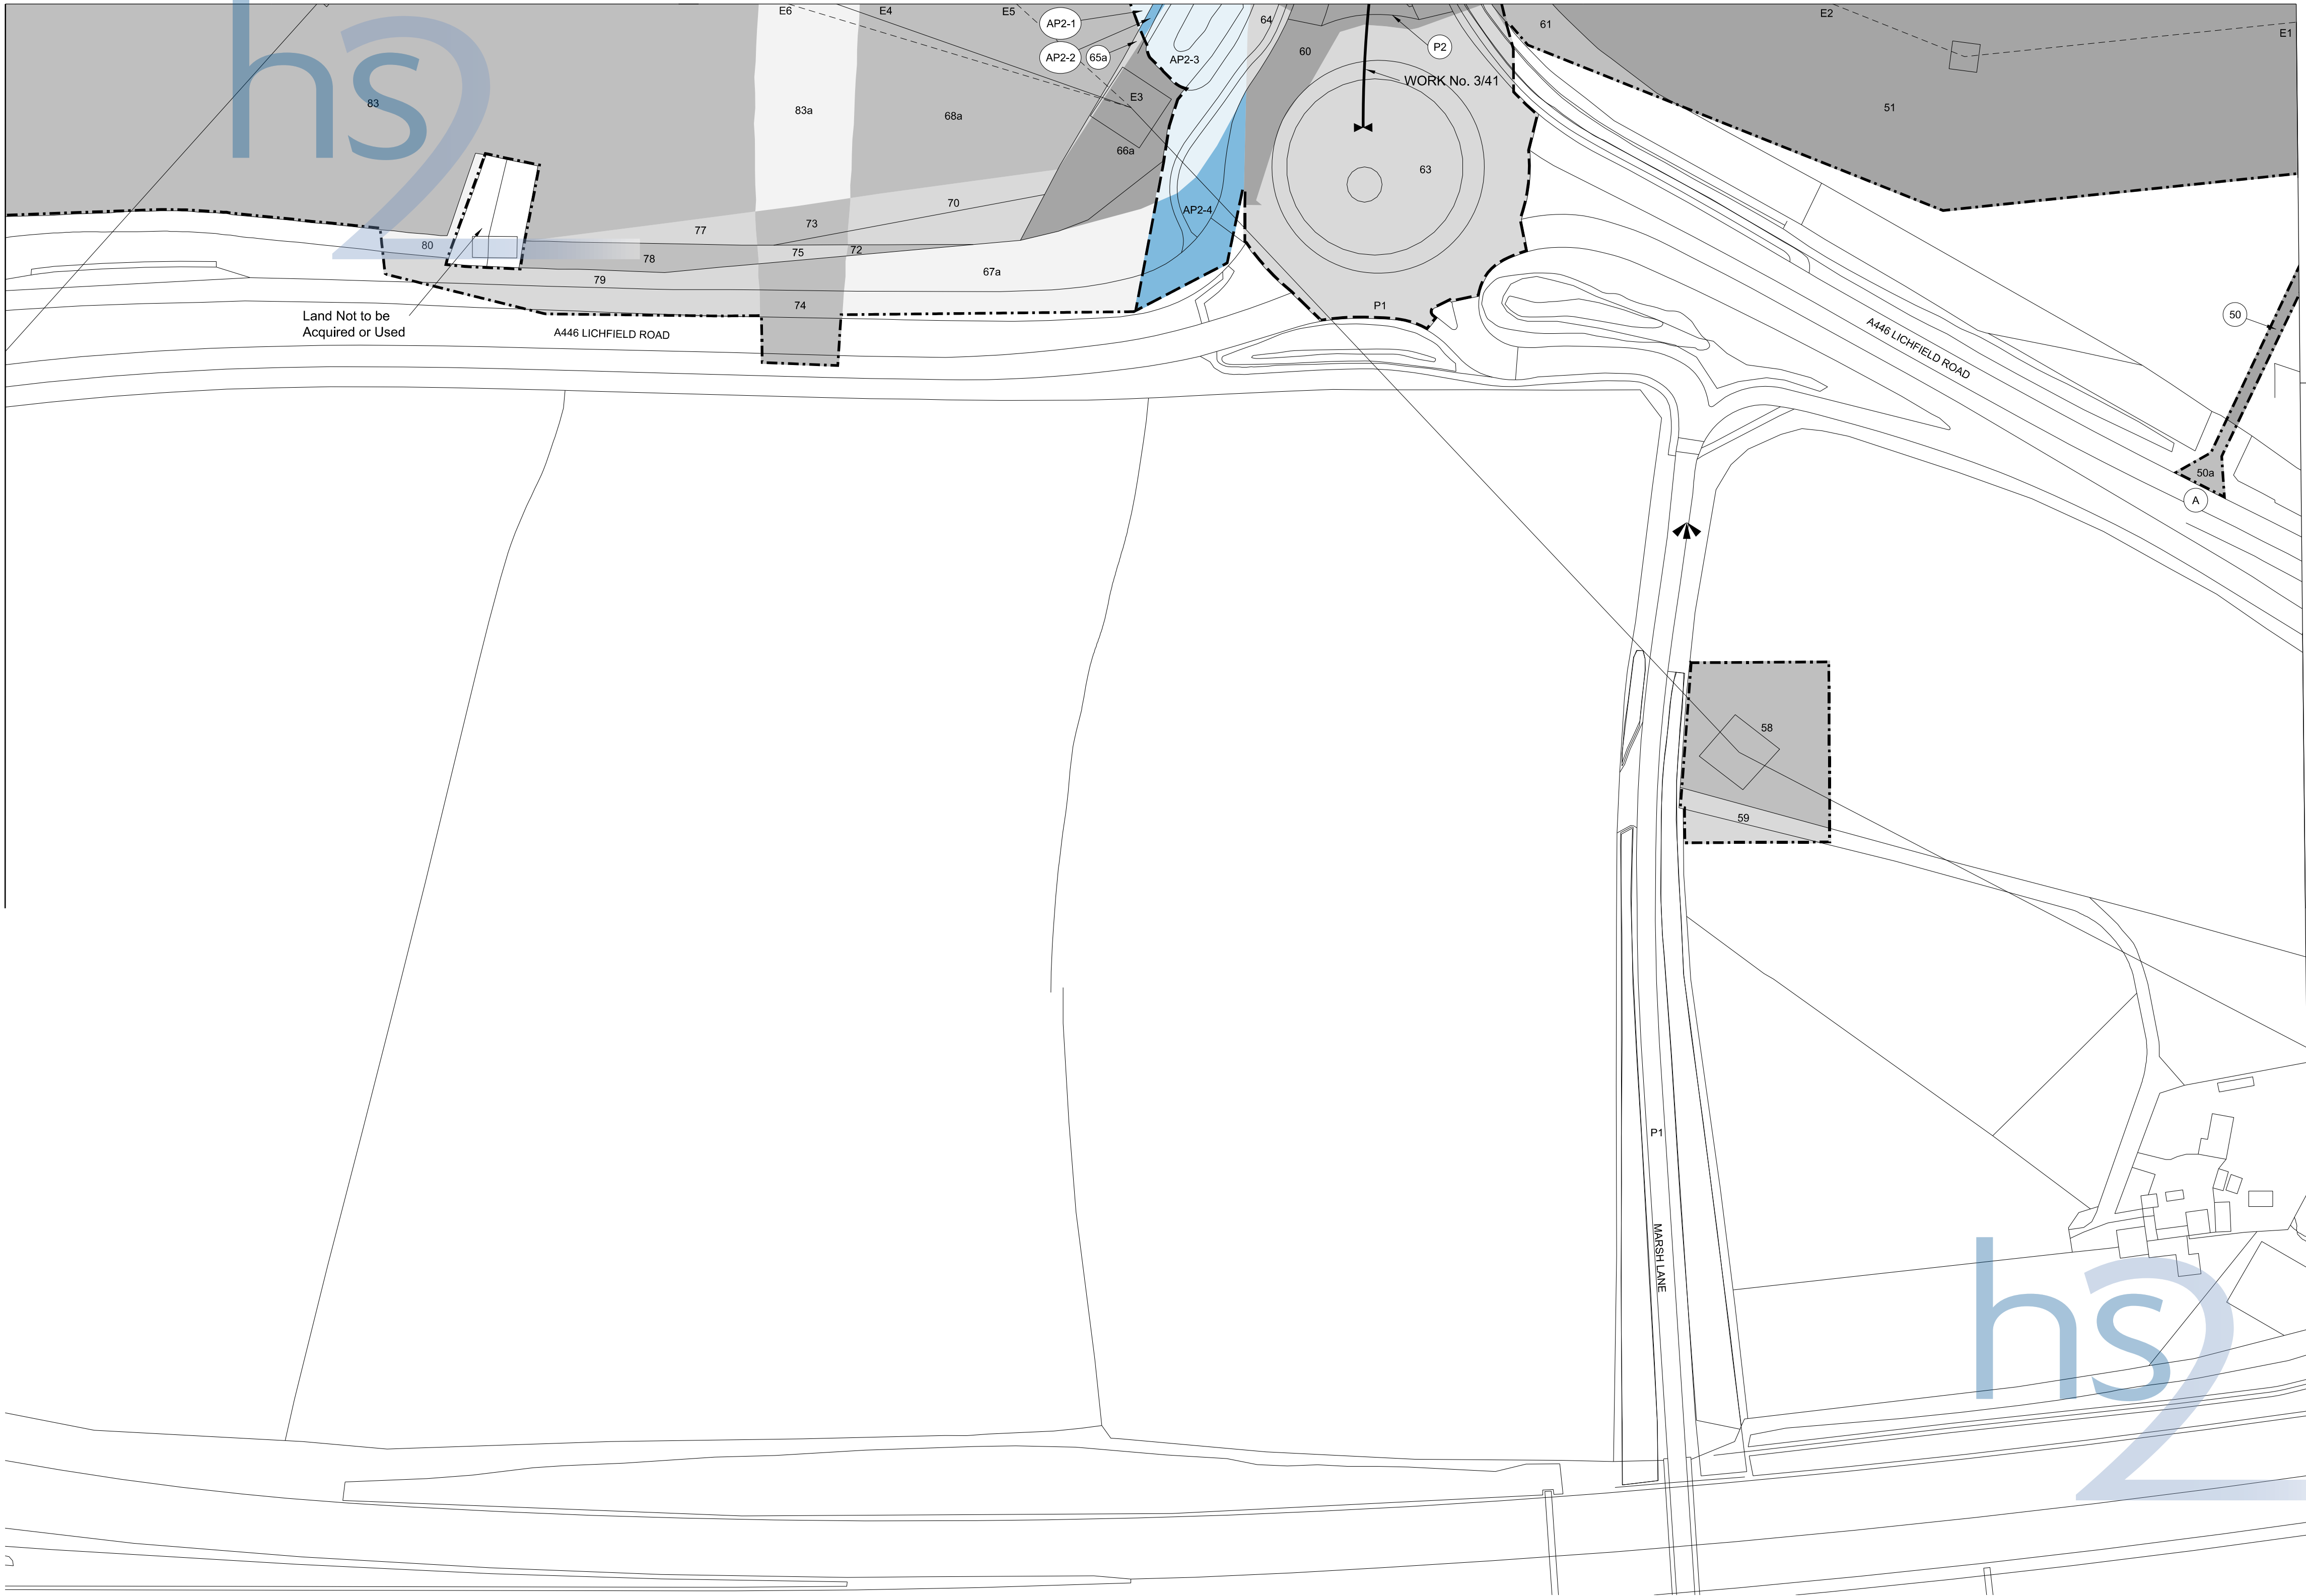 E6
E4
E5
AP2-1
64
61
E2
E1
AP2-2
65a
AP2-3
60
P2
WORK No. 3/41
83
83a
68a
E3
51
66a
63
70
AP2-4
77
73
80
78
75
72
67a
79
74
P1
50
Land Not to be
Acquired or Used
A446 LICHFIELD ROAD
A446 LICHFIELD ROAD
50a
A
58
59
P1
MARSH LANE
hs2
hs2